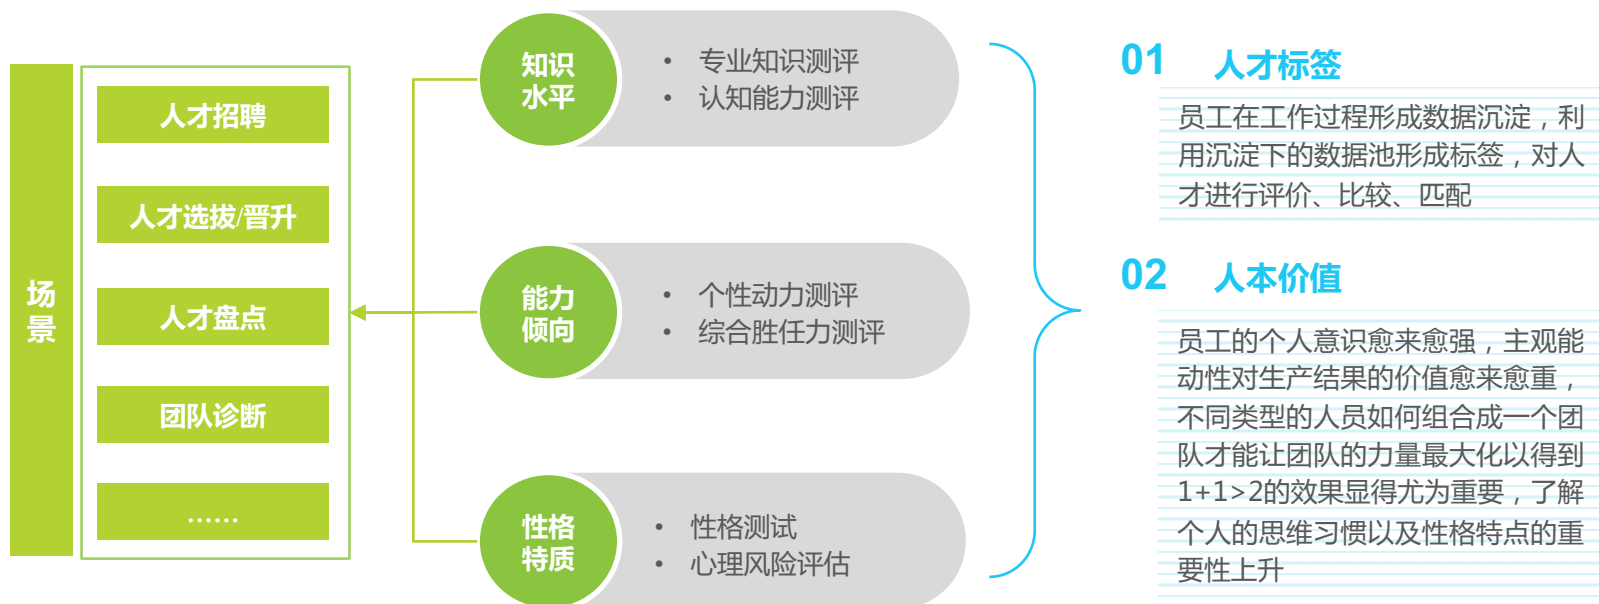 场
景
人才招聘
人才选拔/晋升
人才盘点
团队诊断
……
知识
水平
• 专业知识测评
• 认知能力测评
能力
倾向
• 个性动力测评
• 综合胜任力测评
性格
特质
• 性格测试
• 心理风险评估
01 人才标签
员工在工作过程形成数据沉淀，利
用沉淀下的数据池形成标签，对人
才进行评价、比较、匹配
02 人本价值
员工的个人意识愈来愈强，主观能
动性对生产结果的价值愈来愈重，
不同类型的人员如何组合成一个团
队才能让团队的力量最大化以得到
1+1>2的效果显得尤为重要，了解
个人的思维习惯以及性格特点的重
要性上升